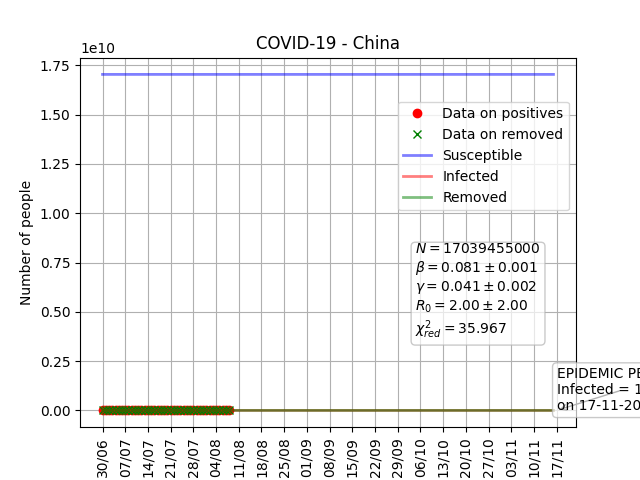 COVID-19 - China
1e10
1.75
1.50
1.25
1.00
0.75
0.50
0.25
0.00
Number of people
Data on positives
Data on removed
Susceptible
Infected
Removed
N = 17039455000
β = 0.081 ± 0.001
γ = 0.041 ± 0.002
R₀ = 2.00 ± 2.00
χ²_red = 35.967
EPIDEMIC PE
Infected = 1
on 17-11-20
30/06
07/07
14/07
21/07
28/07
04/08
11/08
18/08
25/08
01/09
08/09
15/09
22/09
29/09
06/10
13/10
20/10
27/10
03/11
10/11
17/11